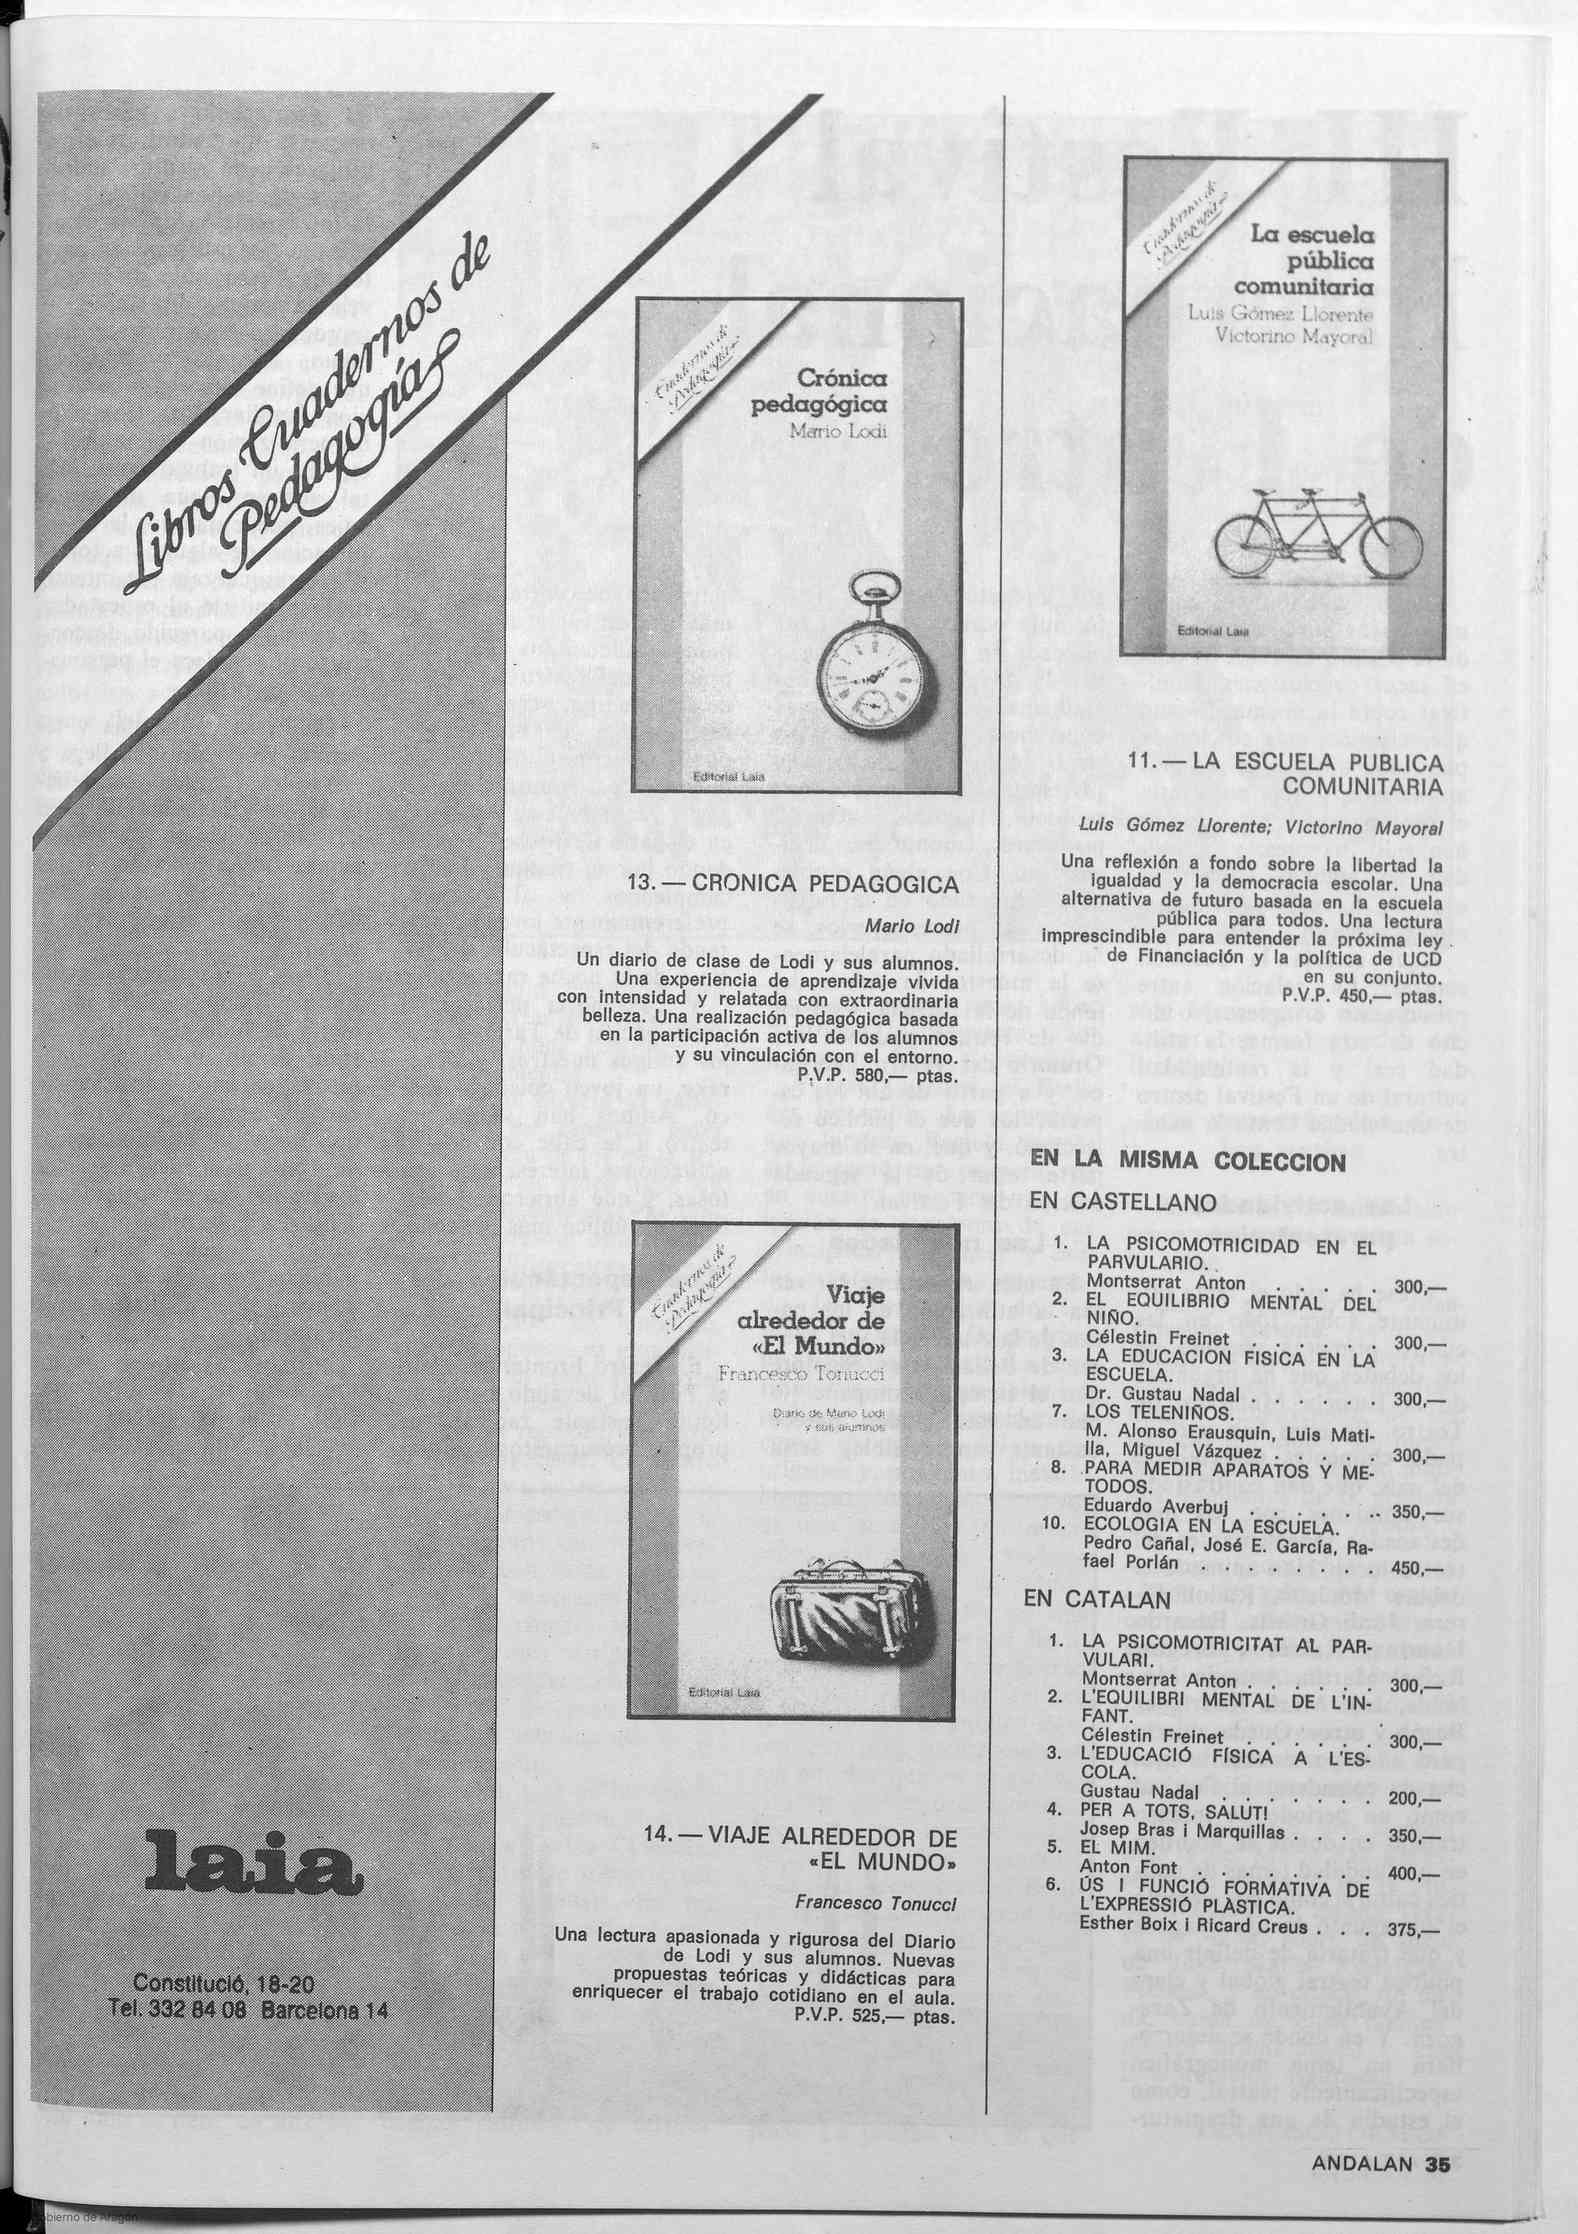 Libros Cuadernos de
Pedagogía
laia
Constitució, 18-20
Tel. 332 84 08 Barcelona 14
Cuadernos de
Pedagogía
Crónica
pedagógica
Mario Lodi
Editorial Laia
13. — CRONICA PEDAGOGICA
Mario Lodi
Un diario de clase de Lodi y sus alumnos.
Una experiencia de aprendizaje vivida
con intensidad y relatada con extraordinaria
belleza. Una realización pedagógica basada
en la participación activa de los alumnos
y su vinculación con el entorno.
P.V.P. 580,— ptas.
Cuadernos de
Pedagogía
Viaje
alrededor de
«El Mundo»
Francesco Tonucci
Diario de Mario Lodi
y sus alumnos
Editorial Laia
14. — VIAJE ALREDEDOR DE
«EL MUNDO»
Francesco Tonucci
Una lectura apasionada y rigurosa del Diario
de Lodi y sus alumnos. Nuevas
propuestas teóricas y didácticas para
enriquecer el trabajo cotidiano en el aula.
P.V.P. 525,— ptas.
Cuadernos de
Pedagogía
La escuela
pública
comunitaria
Luis Gómez Llorente
Victorino Mayoral
Editorial Laia
11. — LA ESCUELA PUBLICA
COMUNITARIA
Luis Gómez Llorente; Victorino Mayoral
Una reflexión a fondo sobre la libertad la
igualdad y la democracia escolar. Una
alternativa de futuro basada en la escuela
pública para todos. Una lectura
imprescindible para entender la próxima ley
de Financiación y la política de UCD
en su conjunto.
P.V.P. 450,— ptas.
EN LA MISMA COLECCION
EN CASTELLANO
1. LA PSICOMOTRICIDAD EN EL
PARVULARIO.
Montserrat Anton . . . . . 300,—
2. EL EQUILIBRIO MENTAL DEL
NIÑO.
Célestin Freinet . . . . . . 300,—
3. LA EDUCACION FISICA EN LA
ESCUELA.
Dr. Gustau Nadal . . . . . . 300,—
7. LOS TELENIÑOS.
M. Alonso Erausquin, Luis Mati-
lla, Miguel Vázquez . . . . . 300,—
8. PARA MEDIR APARATOS Y ME-
TODOS.
Eduardo Averbuj . . . . . .. 350,—
10. ECOLOGIA EN LA ESCUELA.
Pedro Cañal, José E. García, Ra-
fael Porlán . . . . . . . . 450,—
EN CATALAN
1. LA PSICOMOTRICITAT AL PAR-
VULARI.
Montserrat Anton . . . . . . 300,—
2. L'EQUILIBRI MENTAL DE L'IN-
FANT.
Célestin Freinet . . . . . . 300,—
3. L'EDUCACIÓ FÍSICA A L'ES-
COLA.
Gustau Nadal . . . . . . . 200,—
4. PER A TOTS, SALUT!
Josep Bras i Marquillas . . . . 350,—
5. EL MIM.
Anton Font . . . . . . . . 400,—
6. ÚS I FUNCIÓ FORMATIVA DE
L'EXPRESSIÓ PLÀSTICA.
Esther Boix i Ricard Creus . . . 375,—
ANDALAN 35
Gobierno de Aragón